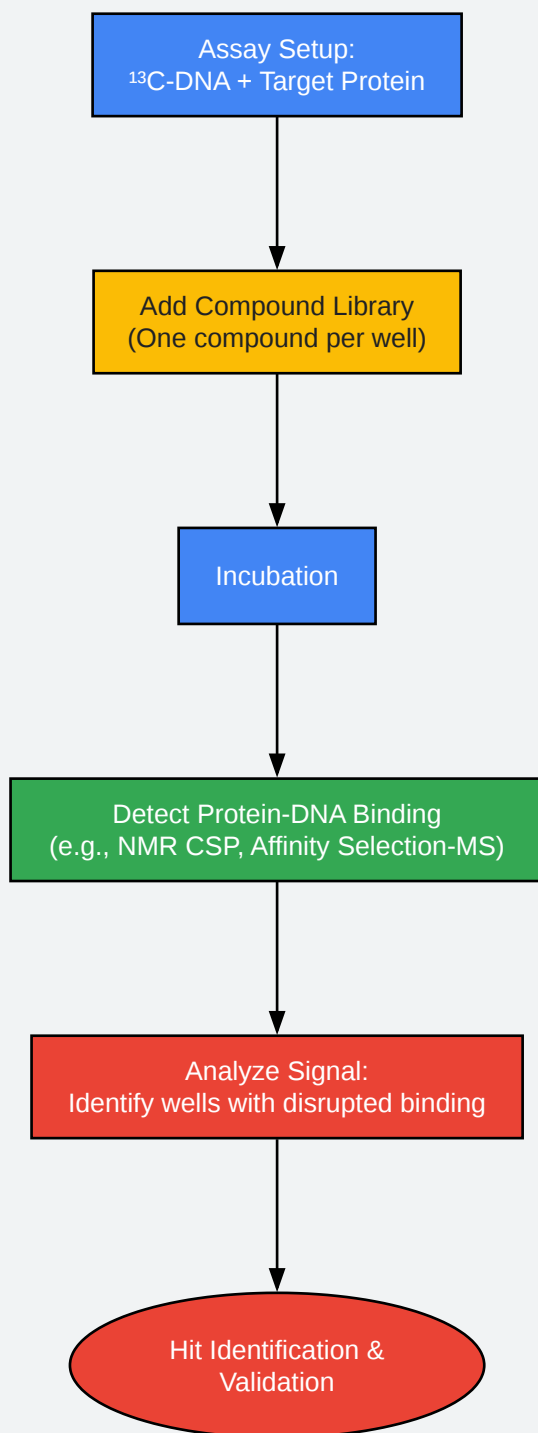 Assay Setup:
¹³C-DNA + Target Protein
Add Compound Library
(One compound per well)
Incubation
Detect Protein-DNA Binding
(e.g., NMR CSP, Affinity Selection-MS)
Analyze Signal:
Identify wells with disrupted binding
Hit Identification &
Validation